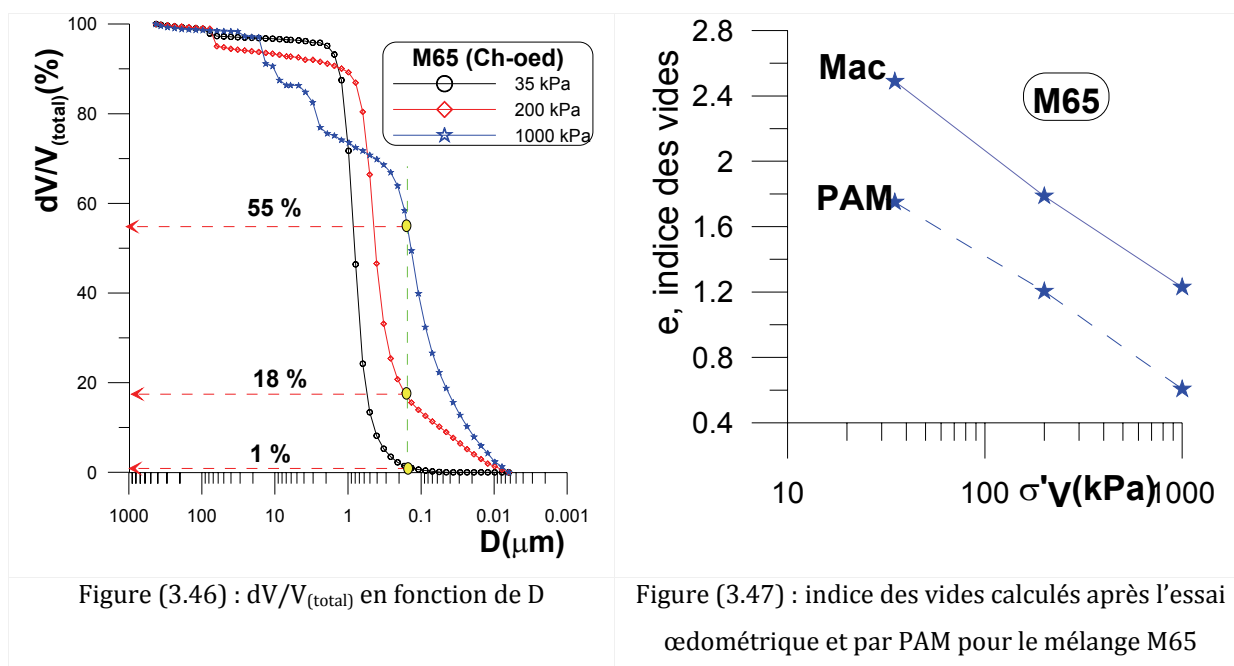 100
80
60
40
20
0
dV/V(total)(%)
M65 (Ch-oed)
35 kPa
200 kPa
1000 kPa
55 %
18 %
1 %
1000 100 10 1 0.1 0.01 0.001
D(μm)
2.8
2.4
2
1.6
1.2
0.8
0.4
e, indice des vides
Mac
M65
PAM
10 100 σ'V(kPa) 1000
Figure (3.46) : dV/V(total) en fonction de D
Figure (3.47) : indice des vides calculés après l’essai
œdométrique et par PAM pour le mélange M65